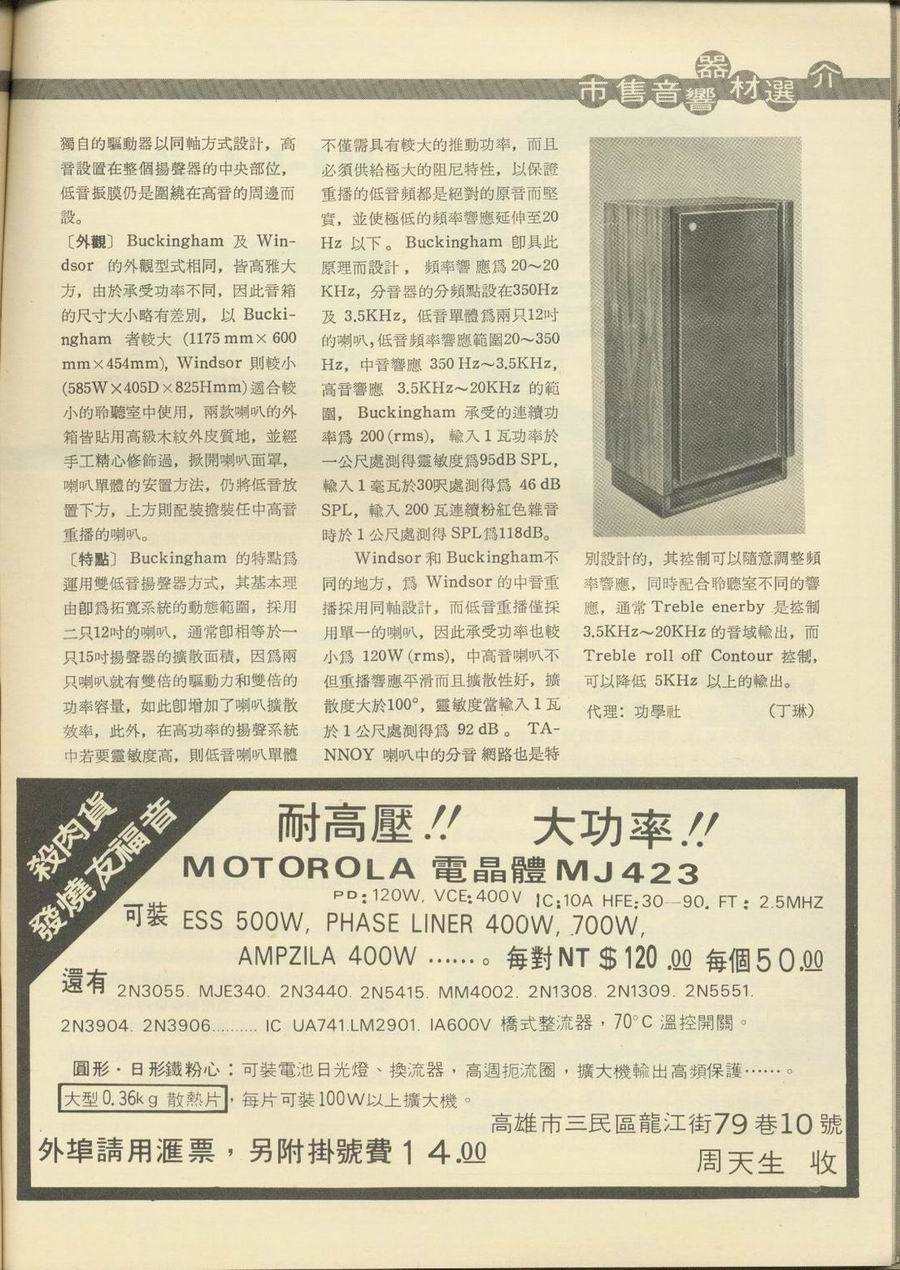 市售音響器材選介
獨自的驅動器以同軸方式設計，高
音設置在整個揚聲器的中央部位，
低音振膜仍是圍繞在高音的周邊而
設。
〔外觀〕 Buckingham 及 Win-
dsor 的外觀型式相同，皆高雅大
方，由於承受功率不同，因此音箱
的尺寸大小略有差別，以 Bucki-
ngham 者較大 (1175 mm× 600
mm×454mm), Windsor 則較小
(585W×405D×825Hmm)適合較
小的聆聽室中使用，兩款喇叭的外
箱皆貼用高級木紋外皮質地，並經
手工精心修飾過，掀開喇叭面罩，
喇叭單體的安置方法，仍將低音放
置下方，上方則配裝擔裝任中高音
重播的喇叭。
〔特點〕 Buckingham 的特點爲
運用雙低音揚聲器方式，其基本理
由卽爲拓寬系統的動態範圍，採用
二只12吋的喇叭，通常卽相等於一
只15吋揚聲器的擴散面積，因爲兩
只喇叭就有雙倍的驅動力和雙倍的
功率容量，如此卽增加了喇叭擴散
效率，此外，在高功率的揚聲系統
中若要靈敏度高，則低音喇叭單體
不僅需具有較大的推動功率，而且
必須供給極大的阻尼特性，以保證
重播的低音頻都是絕對的原音而堅
實，並使極低的頻率響應延伸至20
Hz 以下。 Buckingham 卽具此
原理而設計，頻率響應爲20～20
KHz，分音器的分頻點設在350Hz
及 3.5KHz，低音單體爲兩只12吋
的喇叭,低音頻率響應範圍20～350
Hz，中音響應 350 Hz～3.5KHz，
高音響應 3.5KHz～20KHz 的範
圍， Buckingham 承受的連續功
率爲 200 (rms)，輸入 1 瓦功率於
一公尺處測得靈敏度爲95dB SPL，
輸入 1 毫瓦於30呎處測得爲 46 dB
SPL，輸入 200 瓦連續粉紅色雜音
時於 1 公尺處測得 SPL爲118dB。
Windsor 和 Buckingham不
同的地方，爲 Windsor 的中音重
播採用同軸設計，而低音重播僅採
用單一的喇叭，因此承受功率也較
小爲 120W (rms)，中高音喇叭不
但重播響應平滑而且擴散性好，擴
散度大於100°，靈敏度當輸入 1 瓦
於 1 公尺處測得爲 92 dB 。 TA-
NNOY 喇叭中的分音網路也是特
別設計的，其控制可以隨意調整頻
率響應，同時配合聆聽室不同的響
應，通常 Treble enerby 是控制
3.5KHz～20KHz 的音域輸出，而
Treble roll off Contour 控制，
可以降低 5KHz 以上的輸出。
代理：功學社 （丁琳）
殺肉貨
發燒友福音
耐高壓!! 大功率!!
MOTOROLA 電晶體 MJ423
PD：120W, VCE:400V IC:10A HFE:30—90. FT：2.5MHZ
可裝 ESS 500W, PHASE LINER 400W, 700W,
AMPZILA 400W ……。每對NT＄120.00 每個50.00
還有 2N3055. MJE340. 2N3440. 2N5415. MM4002. 2N1308. 2N1309. 2N5551.
2N3904. 2N3906.......... IC UA741.LM2901. IA600V 橋式整流器，70°C 溫控開關。
圓形・日形鐵粉心：可裝電池日光燈、換流器，高週扼流圈，擴大機輸出高頻保護……。
大型0.36kg 散熱片，每片可裝100W以上擴大機。
高雄市三民區龍江街79巷10號
外埠請用滙票，另附掛號費14.00
周天生 收